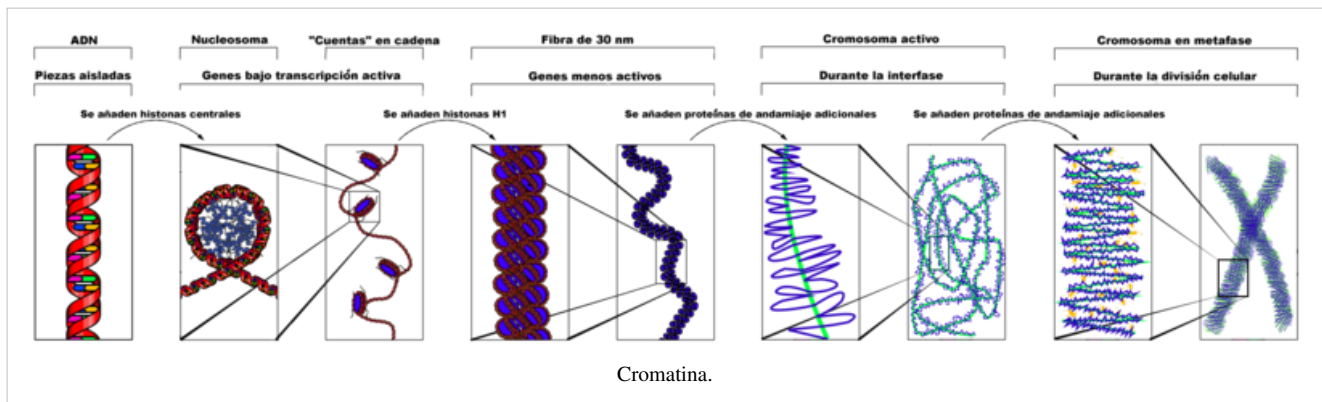 ADN
Nucleosoma
"Cuentas" en cadena
Fibra de 30 nm
Cromosoma activo
Cromosoma en metafase
Piezas aisladas
Genes bajo transcripción activa
Genes menos activos
Durante la interfase
Durante la división celular
Se añaden histonas centrales
Se añaden histonas H1
Se añaden proteínas de andamiaje adicionales
Se añaden proteínas de andamiaje adicionales
Cromatina.